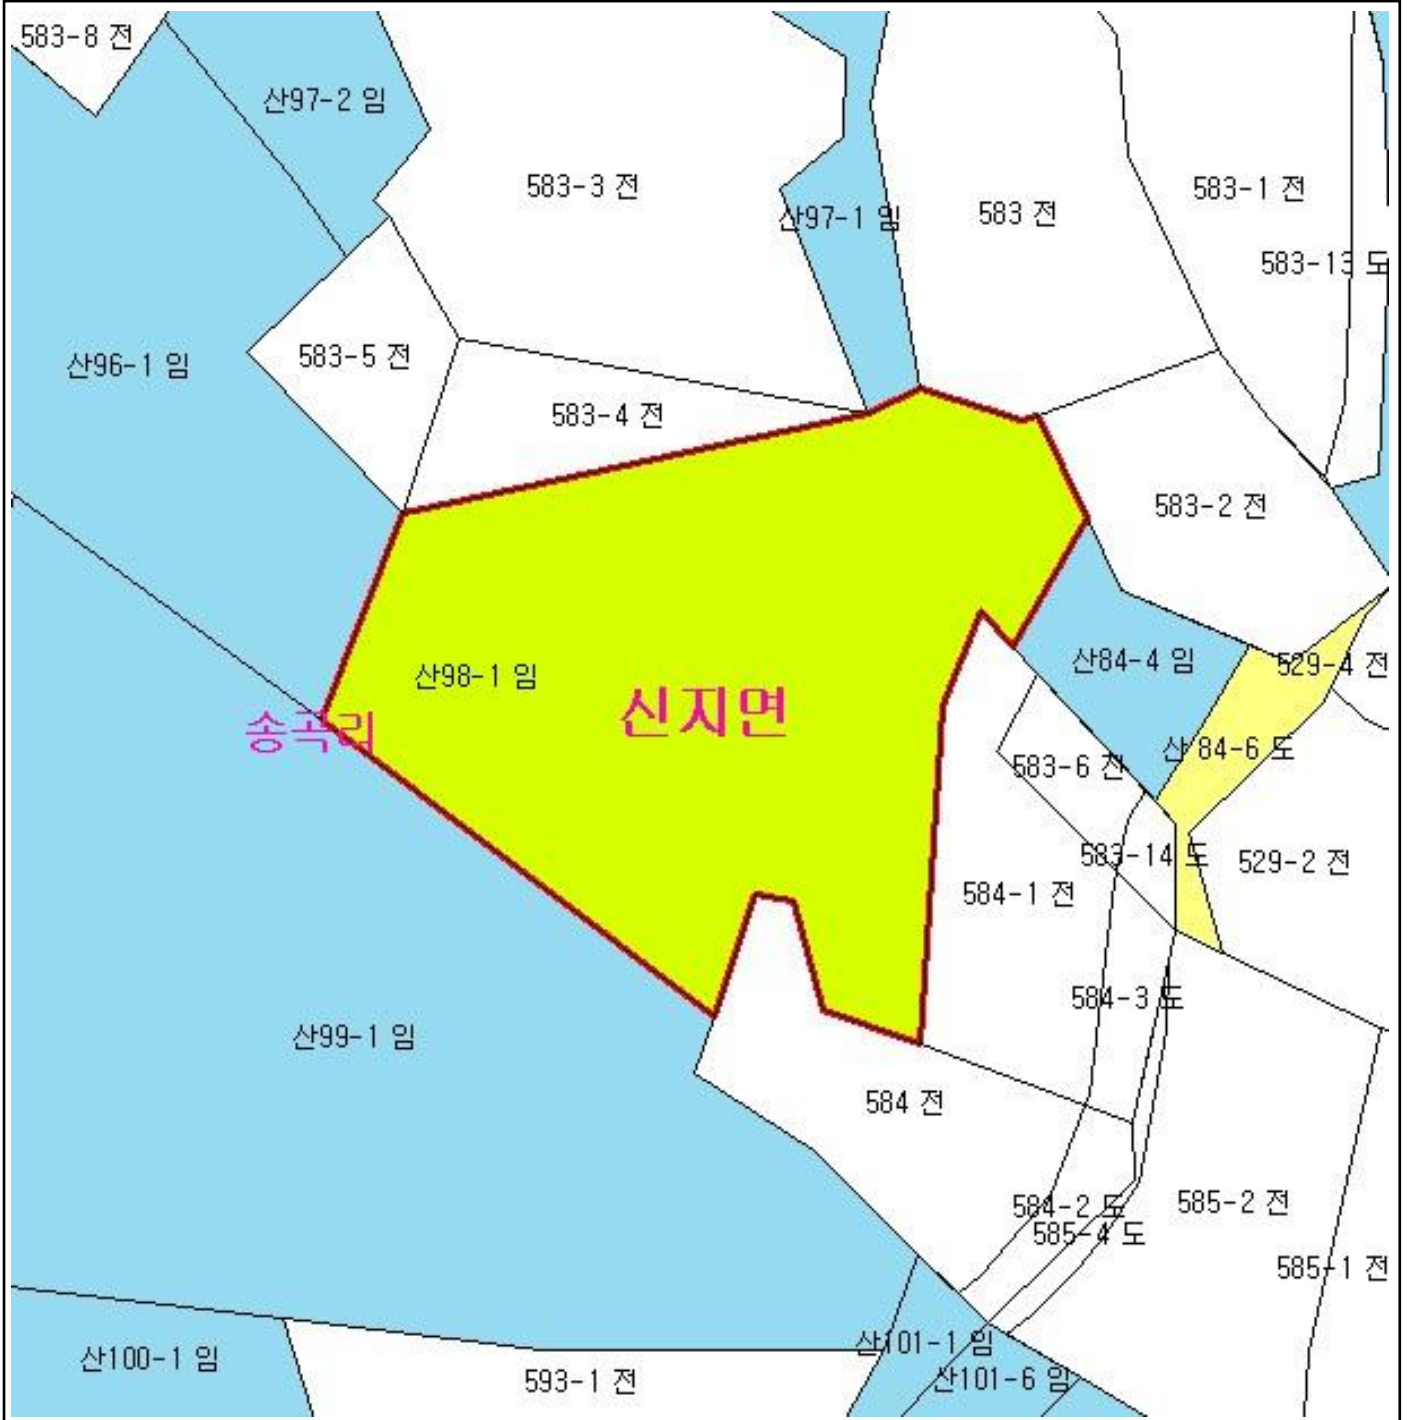 583-8 전
산97-2 임
583-3 전
583-1 전
583 전
산97-1 임
583-13 도
583-5 전
산96-1 임
583-4 전
583-2 전
산84-4 임
529-4 전
산98-1 임
신지면
송곡리
산84-6 도
583-6 전
583-14 도
529-2 전
584-1 전
584-3 도
산99-1 임
584 전
585-2 전
584-2 도
585-4 도
585-1 전
산101-1 임
산100-1 임
593-1 전
산101-6 임